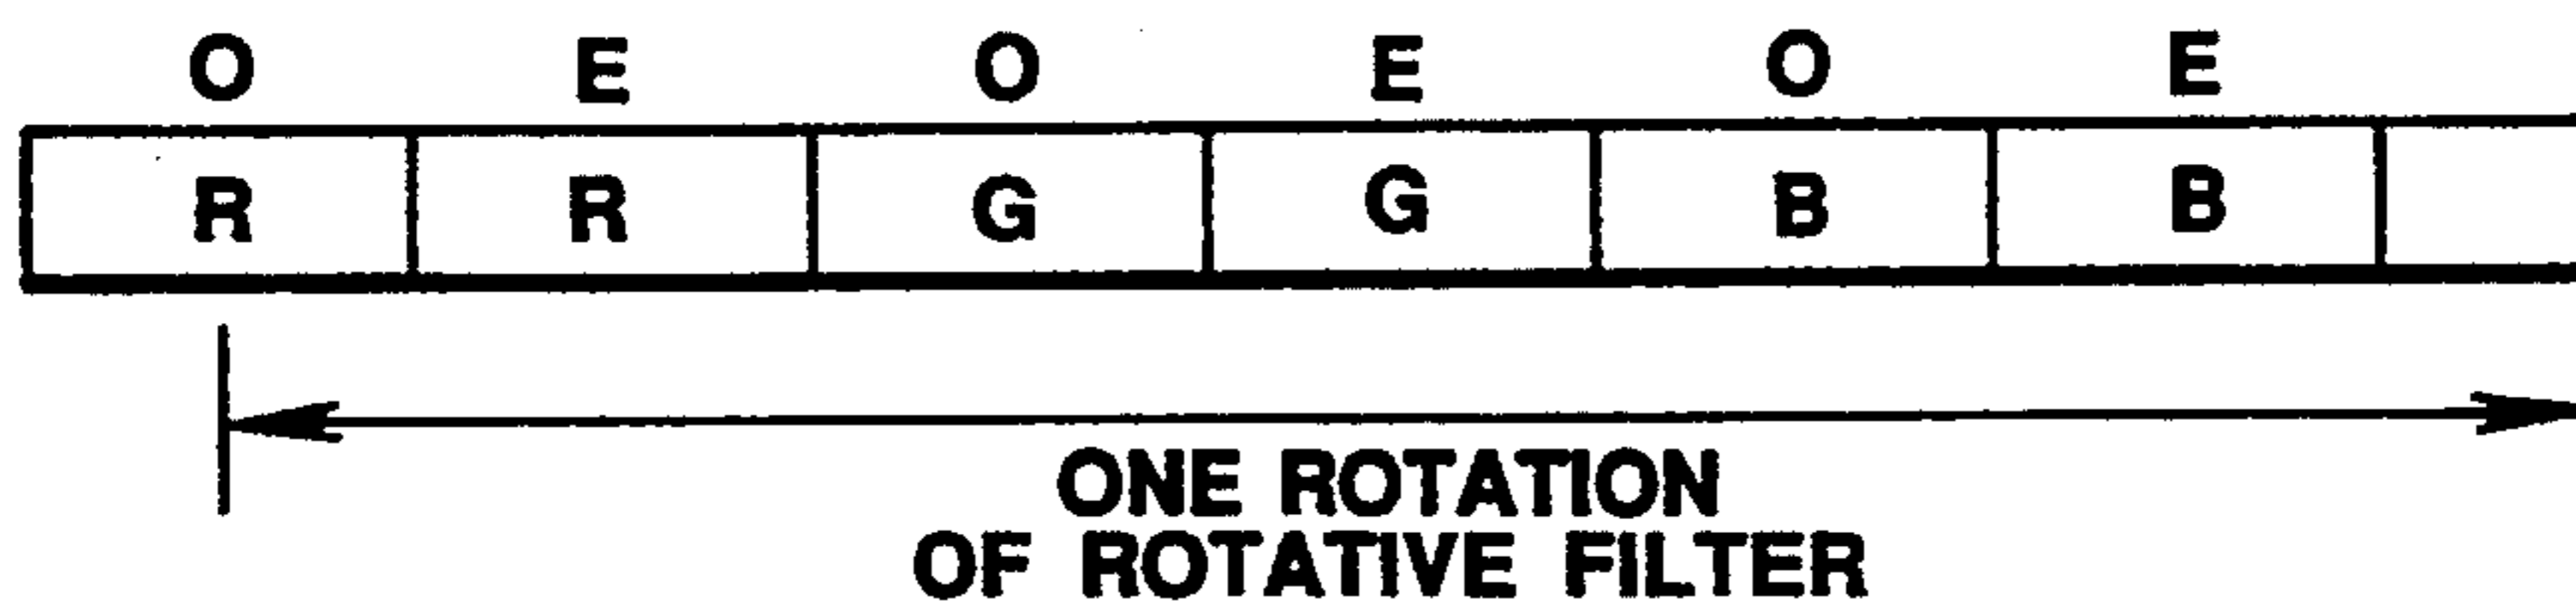 O E O E O E
R R G G B B
ONE ROTATION
OF ROTATIVE FILTER